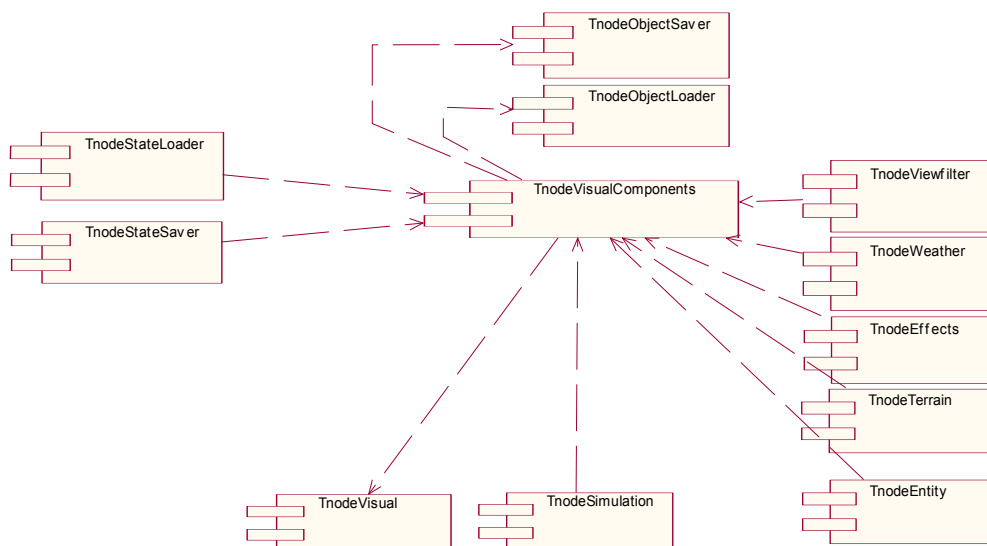 TnodeObjectSaver
TnodeObjectLoader
TnodeStateLoader
TnodeVisualComponents
TnodeViewfilter
TnodeStateSaver
TnodeWeather
TnodeEffects
TnodeTerrain
TnodeVisual
TnodeSimulation
TnodeEntity